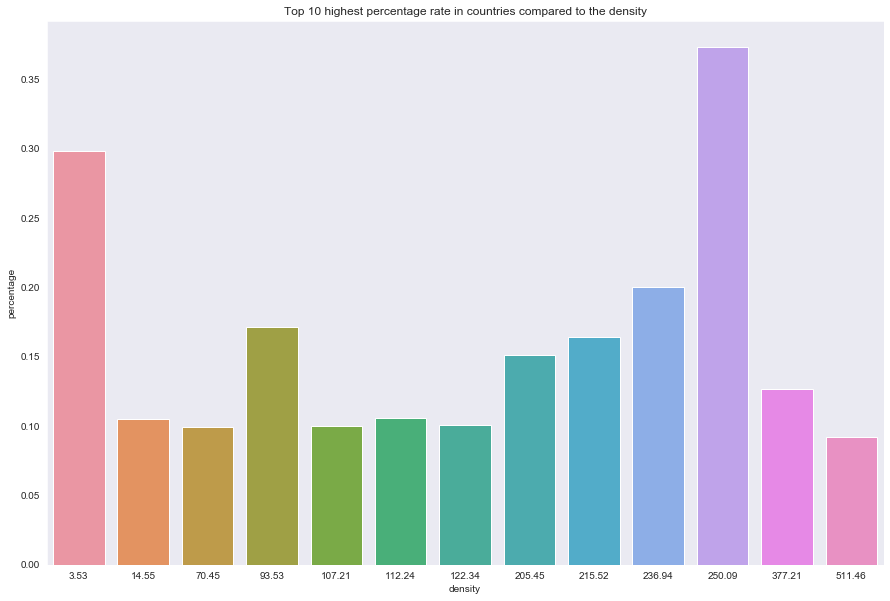 Top 10 highest percentage rate in countries compared to the density
0.35
0.30
0.25
0.20
0.15
0.10
0.05
0.00
percentage
3.53 14.55 70.45 93.53 107.21 112.24 122.34 205.45 215.52 236.94 250.09 377.21 511.46
density